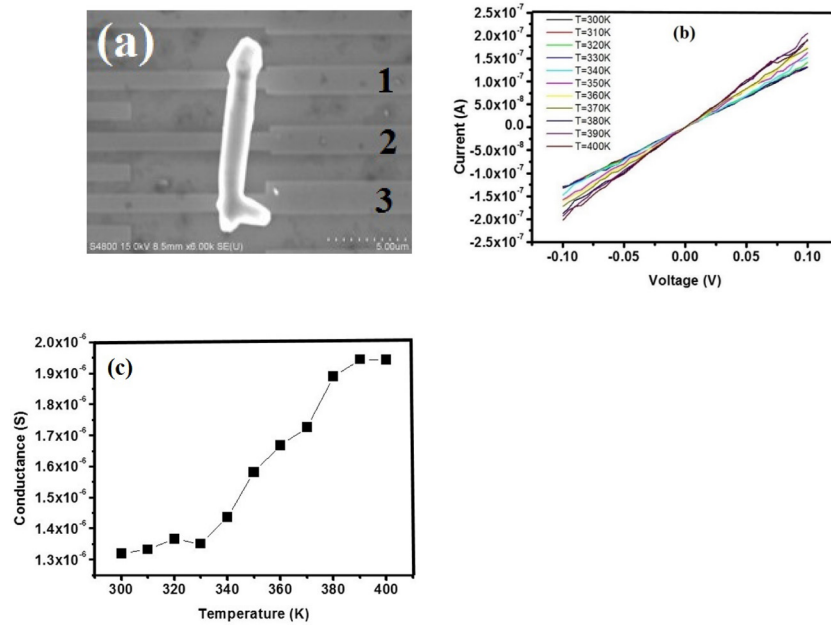 (a)
1
2
3
S4800 15.0kV 8.5mm x6.00k SE(U)
5.00um
(b)
2.5x10⁻⁷
2.0x10⁻⁷
1.5x10⁻⁷
1.0x10⁻⁷
5.0x10⁻⁸
0.0
-5.0x10⁻⁸
-1.0x10⁻⁷
-1.5x10⁻⁷
-2.0x10⁻⁷
-2.5x10⁻⁷
Current (A)
T=300K
T=310K
T=320K
T=330K
T=340K
T=350K
T=360K
T=370K
T=380K
T=390K
T=400K
-0.10 -0.05 0.00 0.05 0.10
Voltage (V)
(c)
2.0x10⁻⁶
1.9x10⁻⁶
1.8x10⁻⁶
1.7x10⁻⁶
1.6x10⁻⁶
1.5x10⁻⁶
1.4x10⁻⁶
1.3x10⁻⁶
Conductance (S)
300 320 340 360 380 400
Temperature (K)